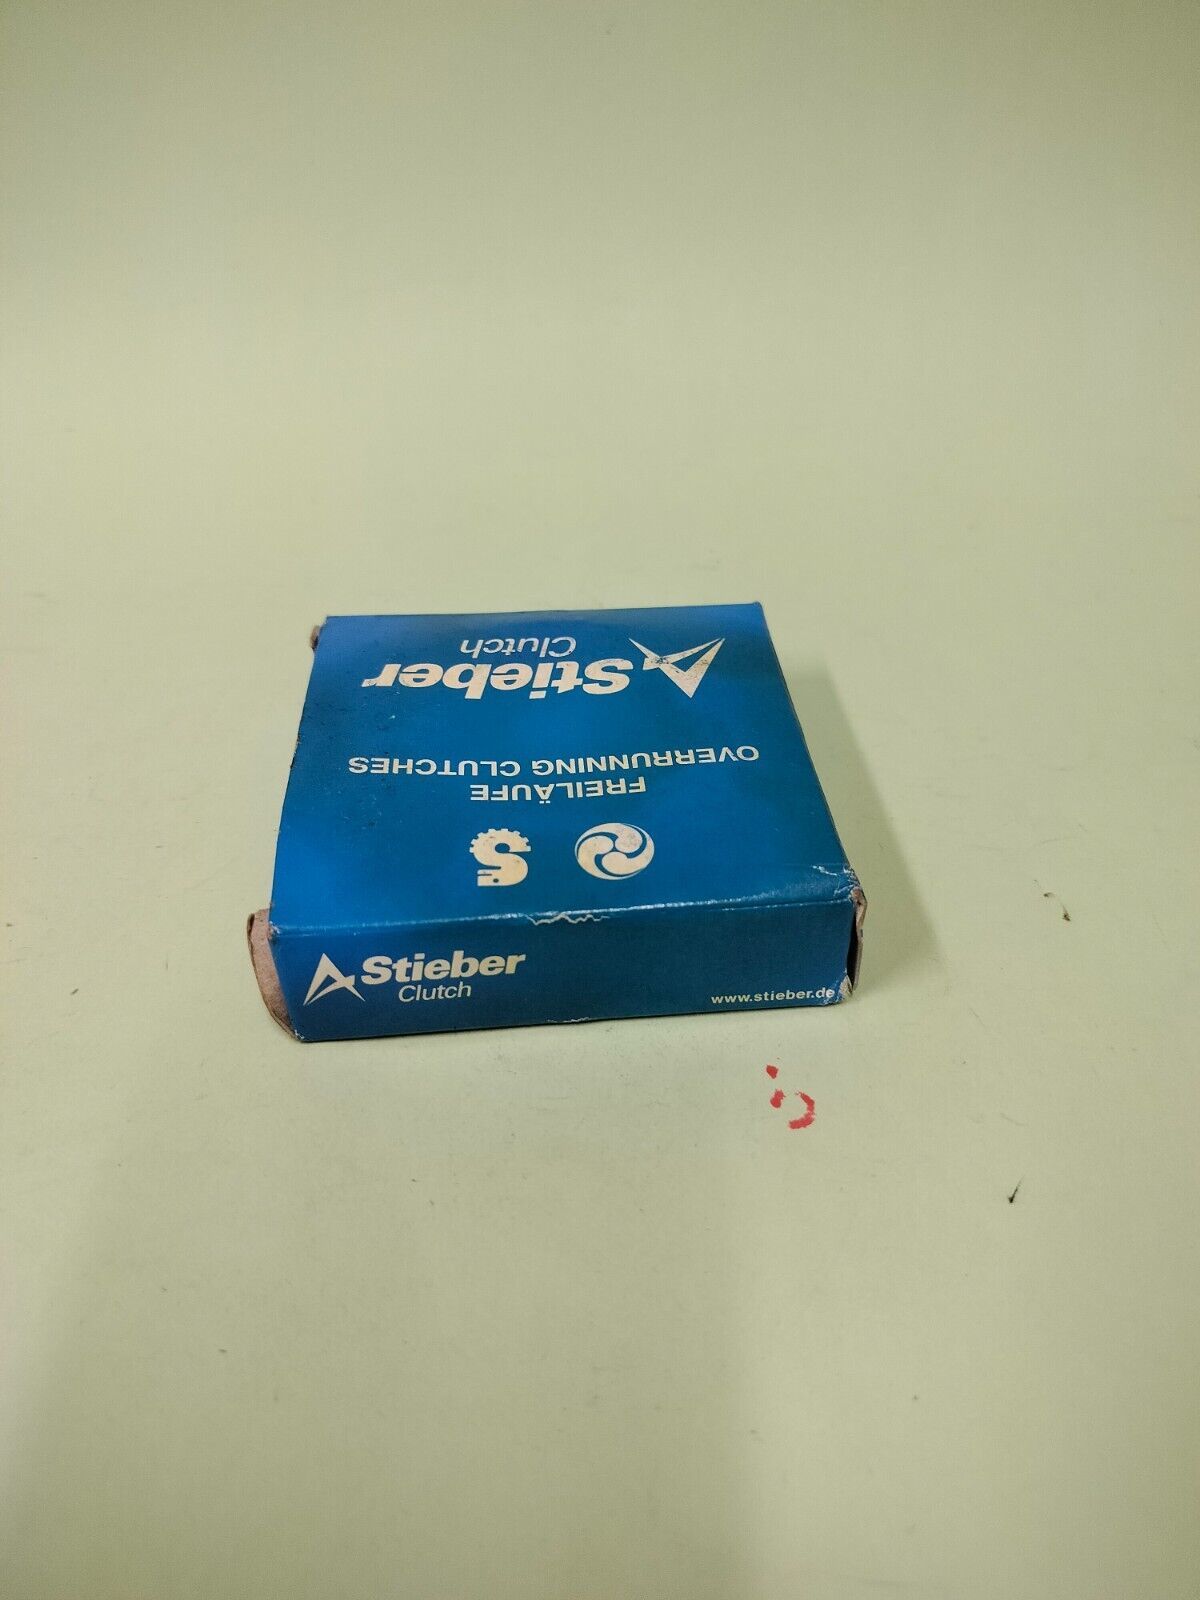 Stieber
Clutch
FREILÄUFE
OVERRUNNING CLUTCHES
Stieber
Clutch
www.stieber.de